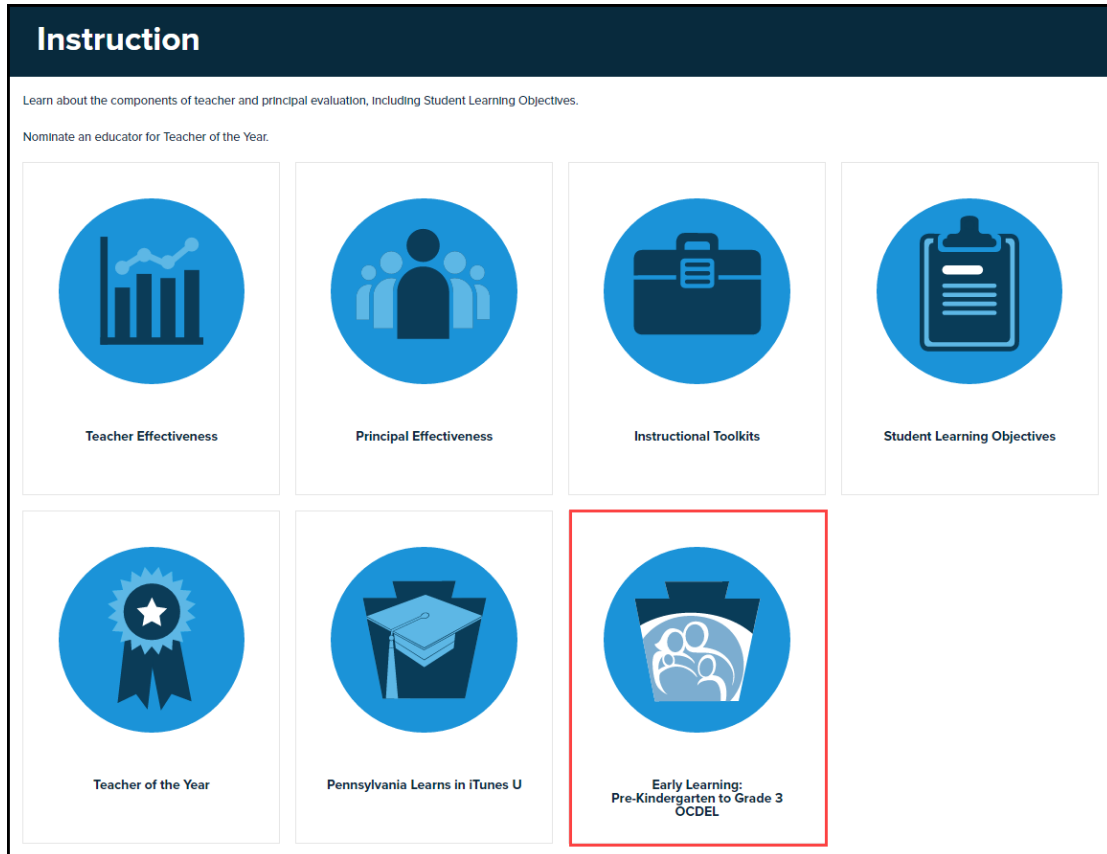 Instruction
Learn about the components of teacher and principal evaluation, including Student Learning Objectives.
Nominate an educator for Teacher of the Year.
Teacher Effectiveness
Principal Effectiveness
Instructional Toolkits
Student Learning Objectives
Teacher of the Year
Pennsylvania Learns in iTunes U
Early Learning:
Pre-Kindergarten to Grade 3
OCDEL